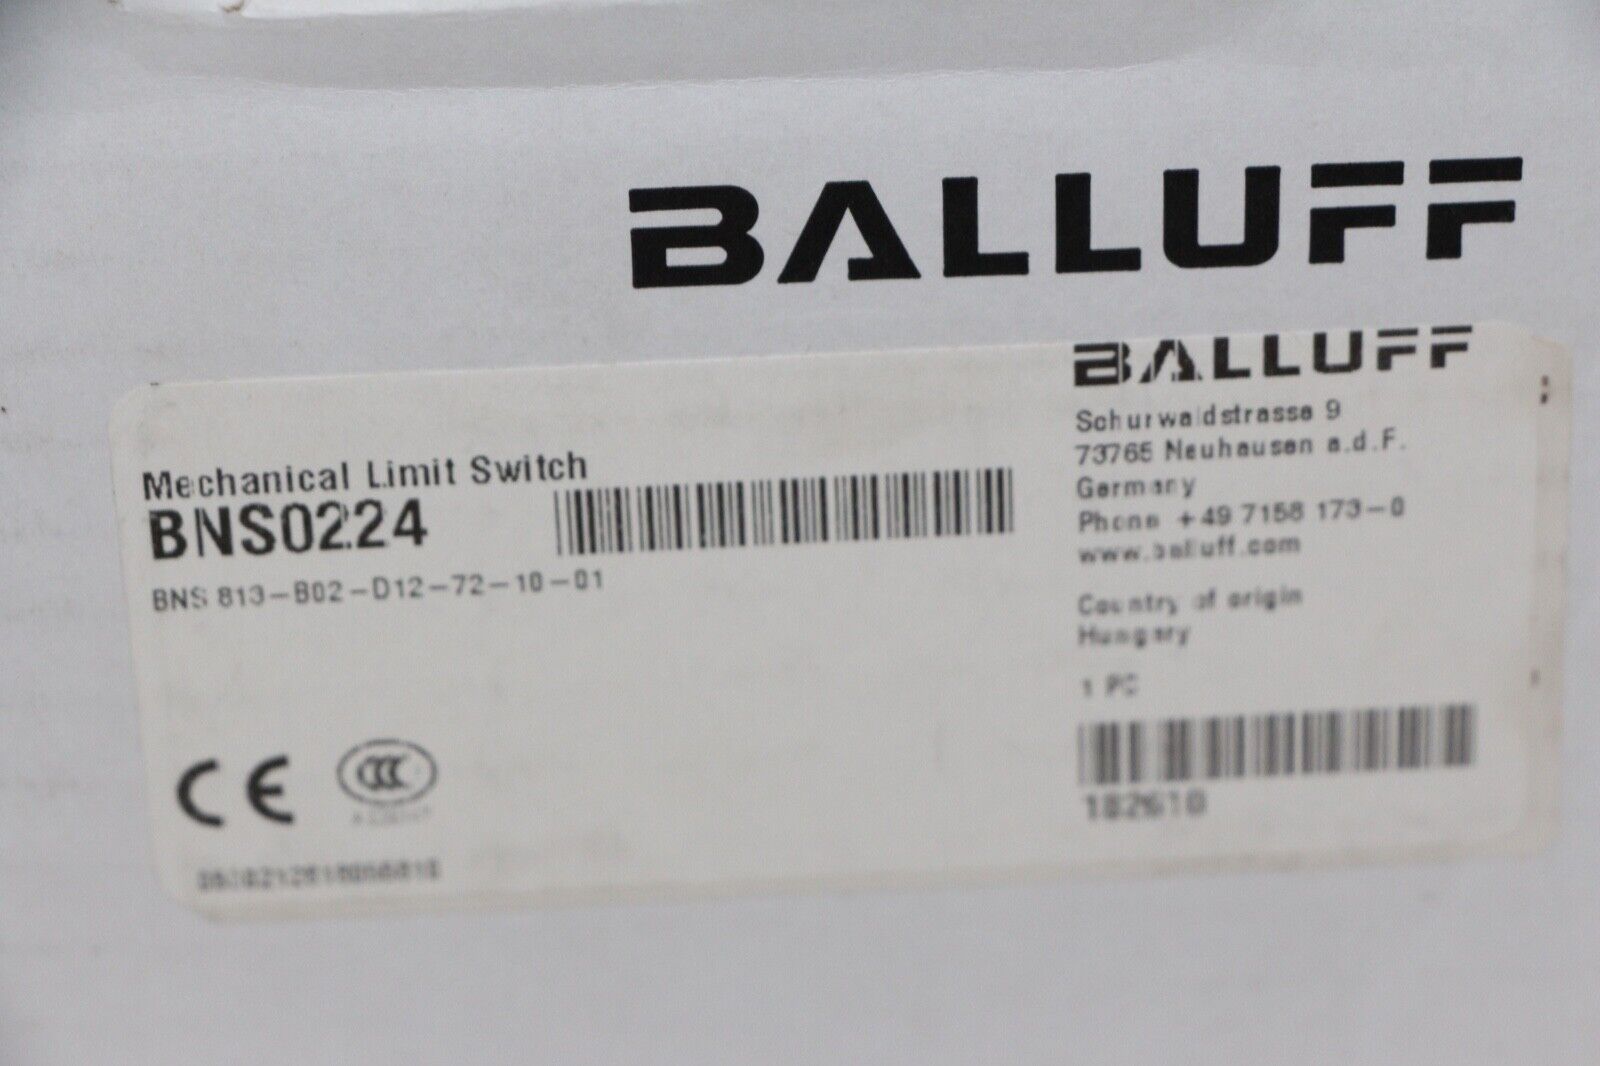 BALLUFF
Mechanical Limit Switch
BNS0224
BNS 813-B02-D12-72-10-01
BALLUFF
Schurwaldstrasse 9
73765 Neuhausen a.d.F.
Germany
Phone +49 7158 173-0
www.balluff.com
Country of origin
Hungary
1 PC
182610
CE
CCC